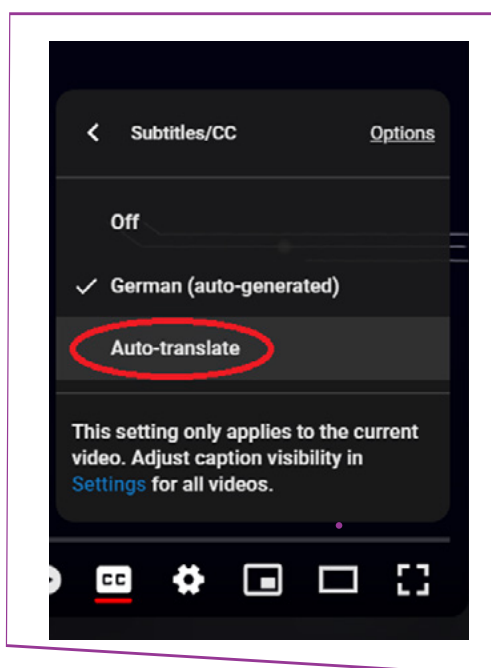 Subtitles/CC Options
Off
German (auto-generated)
Auto-translate
This setting only applies to the current
video. Adjust caption visibility in
Settings for all videos.
CC